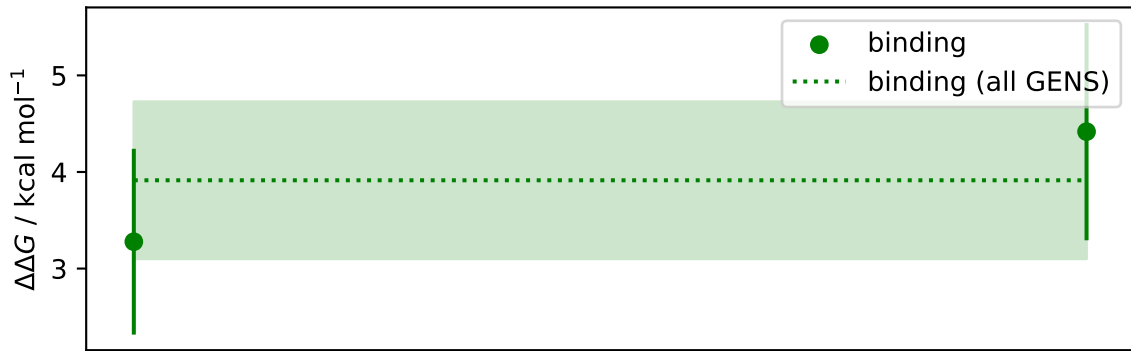 ΔΔG / kcal mol⁻¹
5
4
3
binding
binding (all GENS)